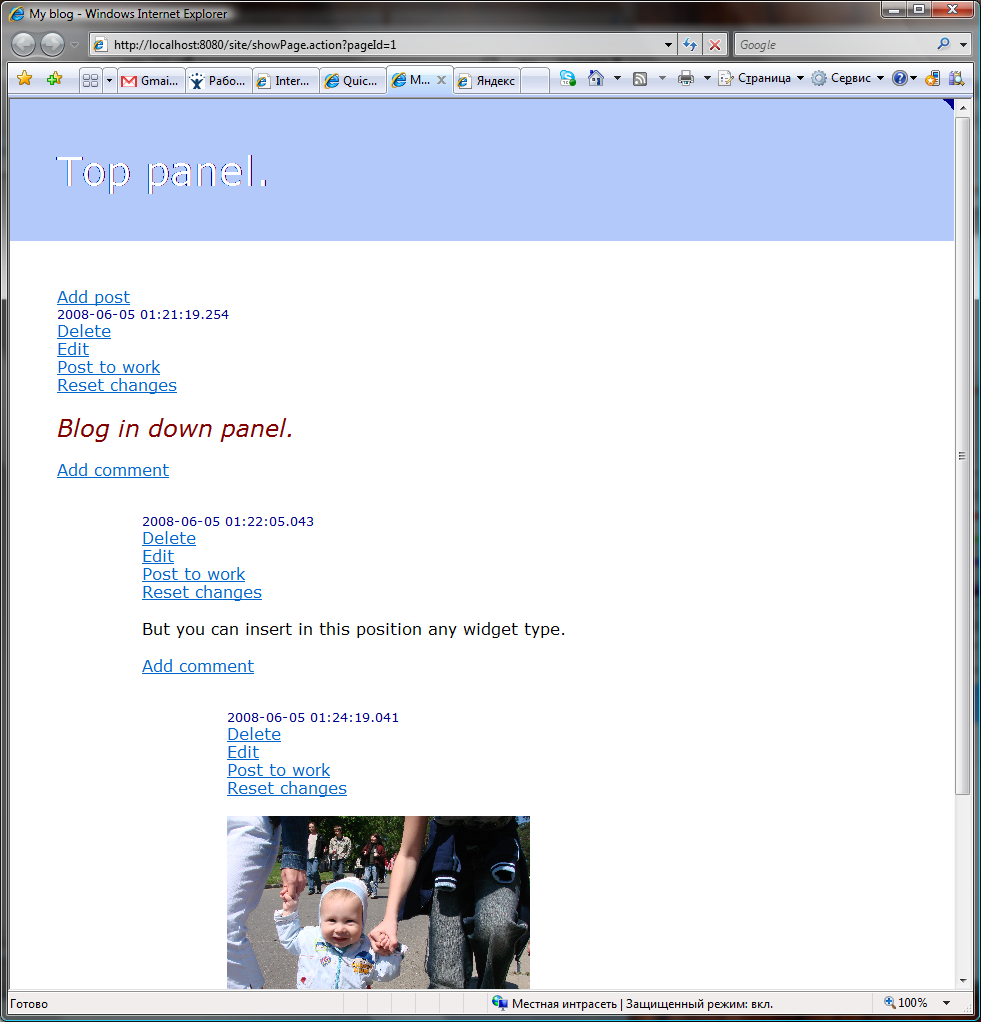 My blog - Windows Internet Explorer
http://localhost:8080/site/showPage.action?pageId=1
Google
Gmai...
Рабо...
Inter...
Quic...
M...
Яндекс
Страница
Сервис
Top panel.
Add post
2008-06-05 01:21:19.254
Delete
Edit
Post to work
Reset changes
Blog in down panel.
Add comment
2008-06-05 01:22:05.043
Delete
Edit
Post to work
Reset changes
But you can insert in this position any widget type.
Add comment
2008-06-05 01:24:19.041
Delete
Edit
Post to work
Reset changes
Готово
Местная интрасеть | Защищенный режим: вкл.
100%